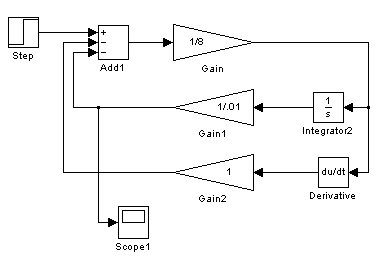 +
−
−
Step
Add1
1/8
Gain
1/.01
Gain1
1
s
Integrator2
1
Gain2
du/dt
Derivative
Scope1